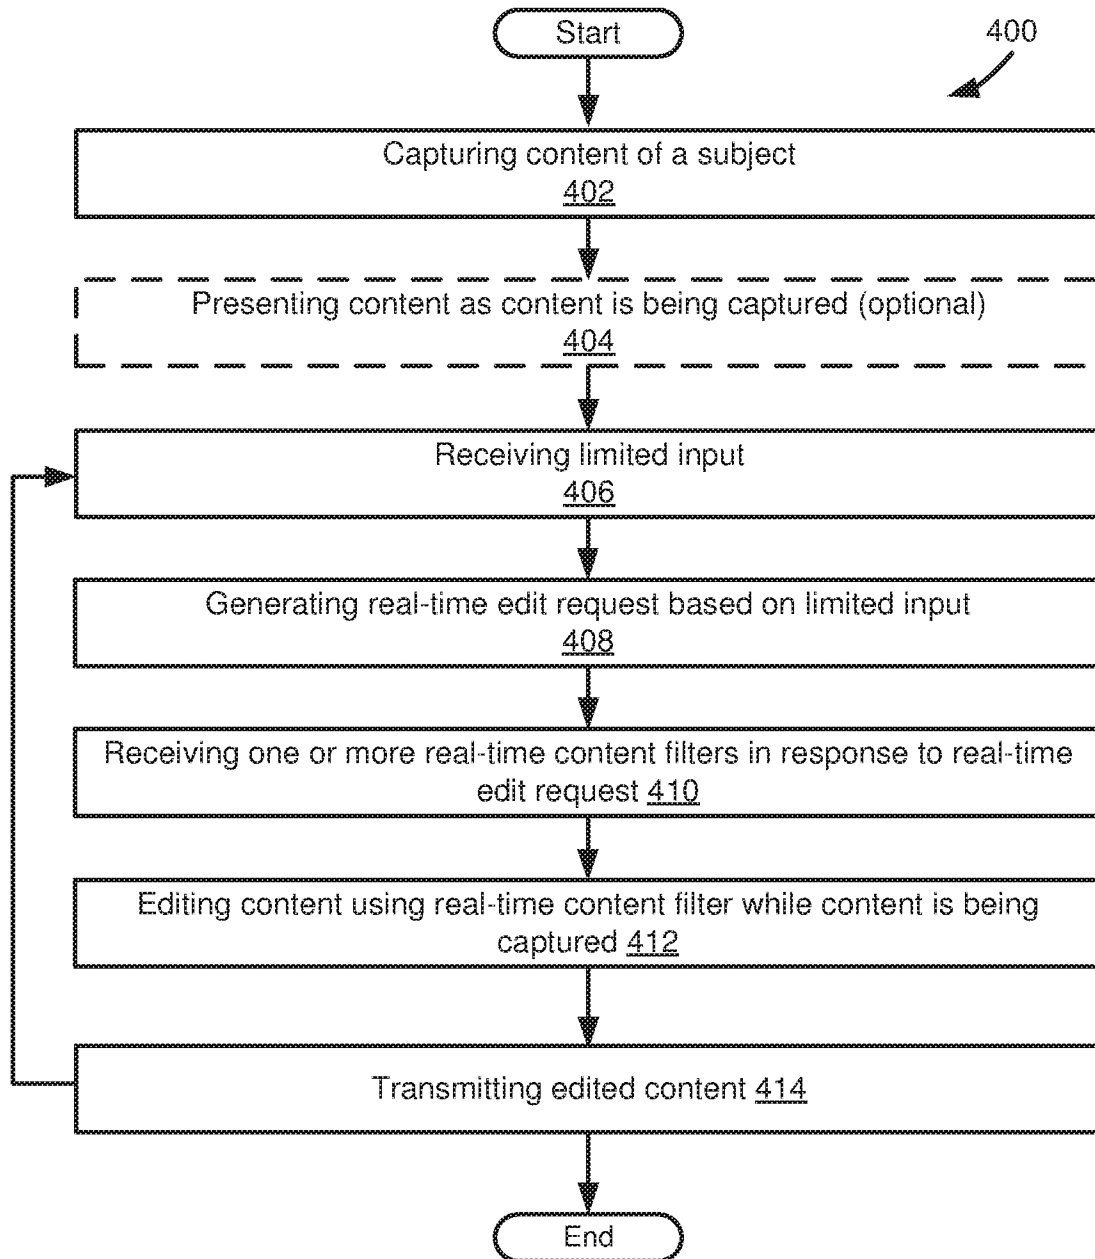 Start
400
Capturing content of a subject
402
Presenting content as content is being captured (optional)
404
Receiving limited input
406
Generating real-time edit request based on limited input
408
Receiving one or more real-time content filters in response to real-time
edit request 410
Editing content using real-time content filter while content is being
captured 412
Transmitting edited content 414
End